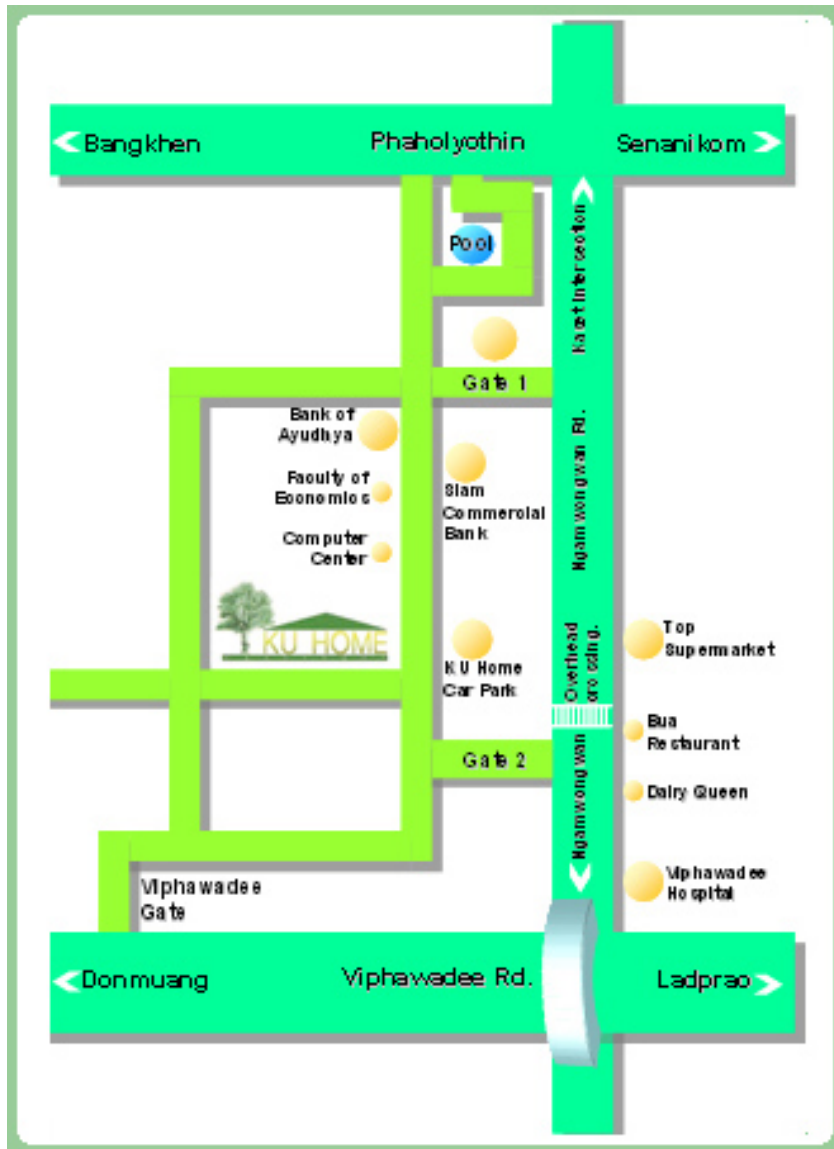 Bangkhen
Phaholyothin
Senanikom
Pool
Kaset Intersection
Gate 1
Bank of
Ayudhya
Ngamwongwan Rd.
Faculty of
Economics
Siam
Commercial
Bank
Computer
Center
KU HOME
Overhead
crossing.
Top
Supermarket
KU Home
Car Park
Bua
Restaurant
Gate 2
Ngamwongwan
Dairy Queen
Viphawadee
Gate
Viphawadee
Hospital
Donmuang
Viphawadee Rd.
Ladprao